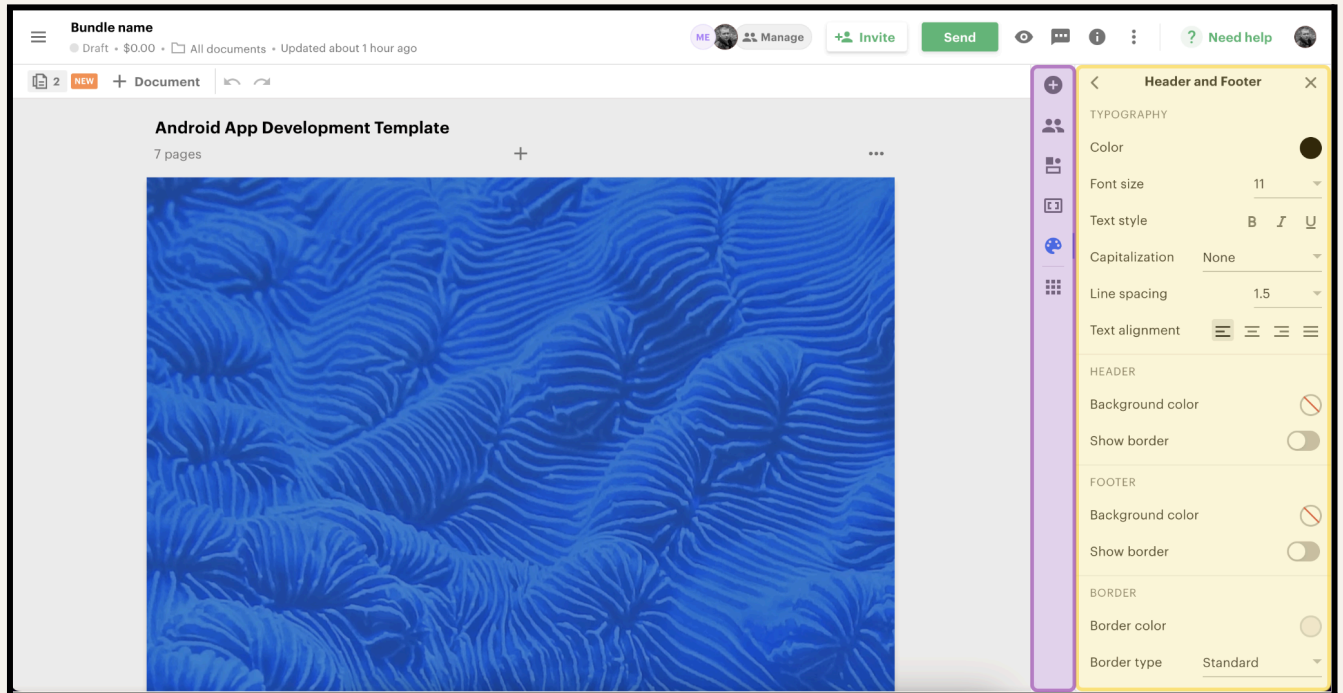 Bundle name
Draft • $0.00 • All documents • Updated about 1 hour ago
ME
Manage
Invite
Send
? Need help
2 NEW + Document
Android App Development Template
7 pages
Header and Footer
TYPOGRAPHY
Color
Font size 11
Text style B I U
Capitalization None
Line spacing 1.5
Text alignment
HEADER
Background color
Show border
FOOTER
Background color
Show border
BORDER
Border color
Border type Standard